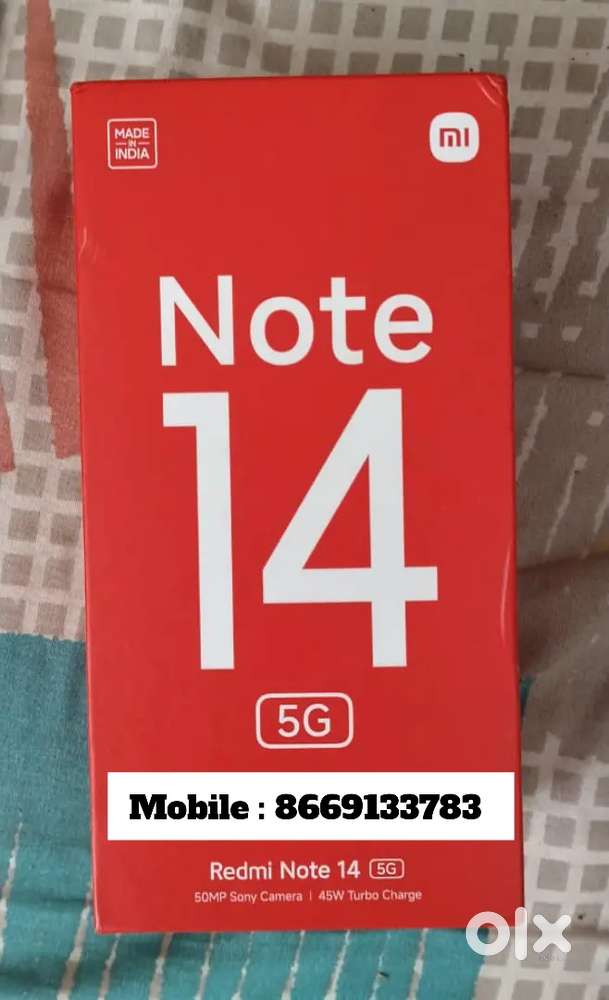 MADE
IN
INDIA
mi
Note
14
5G
Mobile : 8669133783
Redmi Note 14 5G
50MP Sony Camera | 45W Turbo Charge
olx